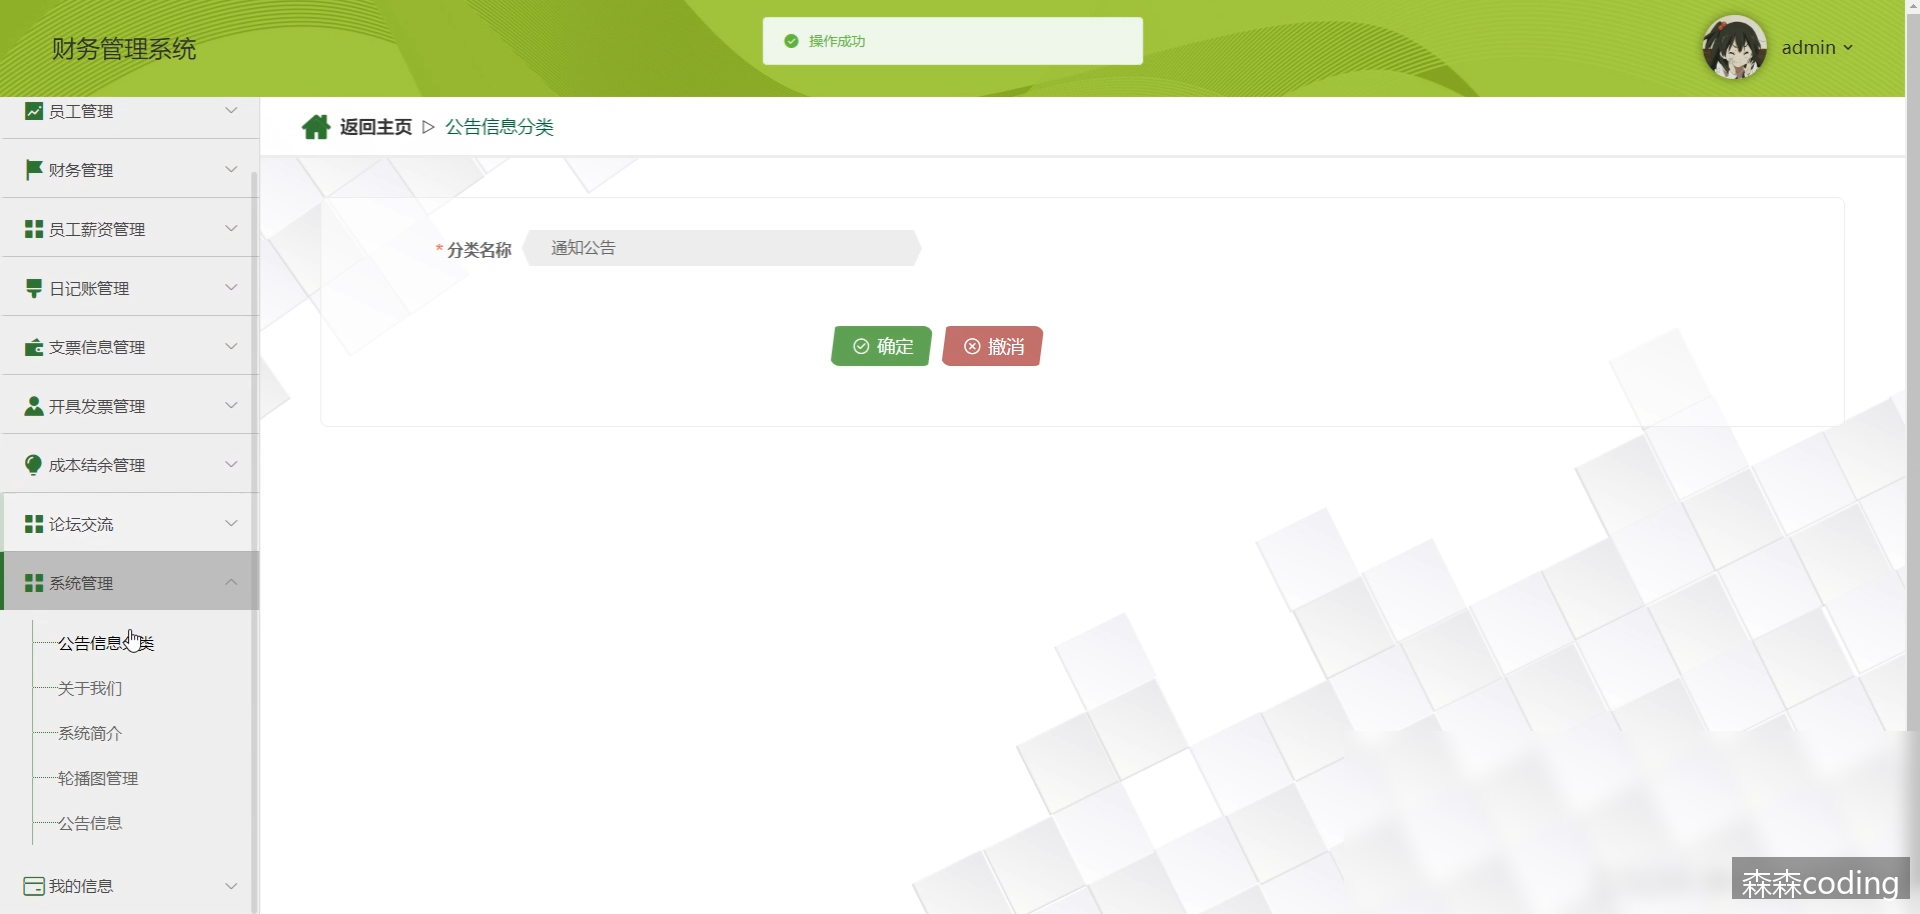 财务管理系统
操作成功
admin
员工管理
财务管理
员工薪资管理
日记账管理
支票信息管理
开具发票管理
成本结余管理
论坛交流
系统管理
公告信息分类
关于我们
系统简介
轮播图管理
公告信息
我的信息
返回主页 ▷ 公告信息分类
*分类名称 通知公告
确定 撤消
森森coding